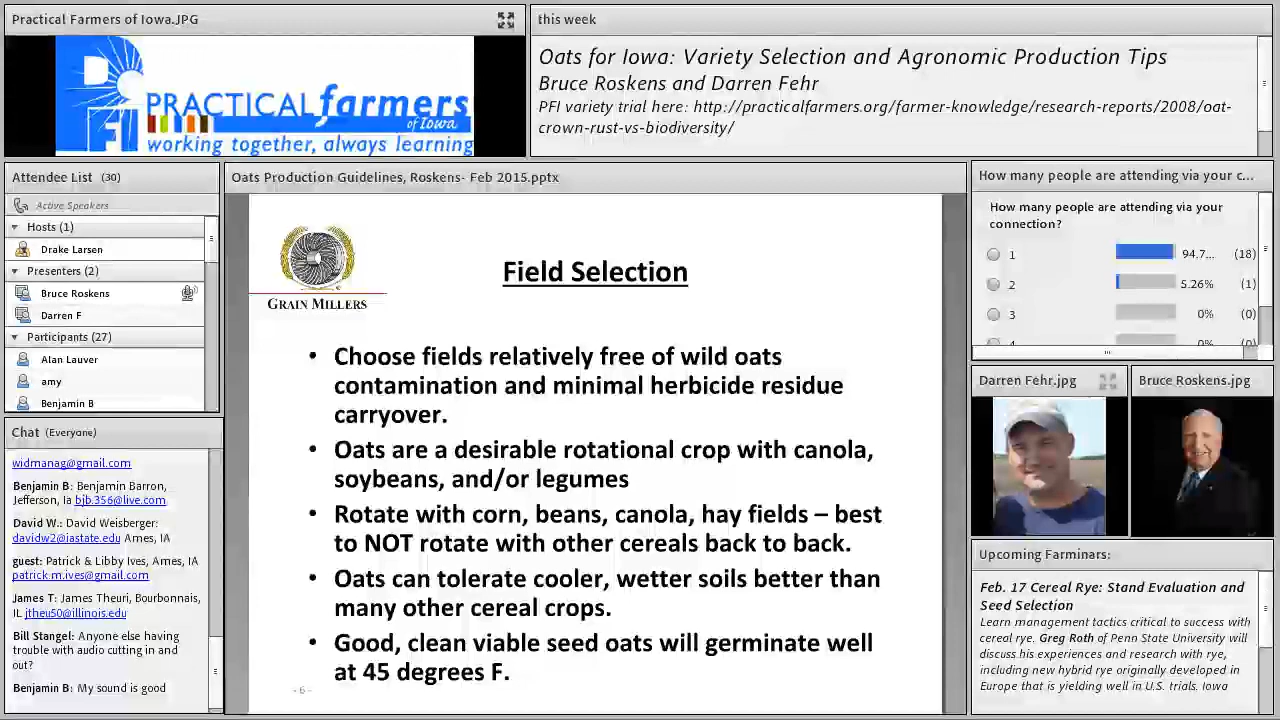 Practical Farmers of Iowa.JPG
PRACTICAL farmers
of Iowa
PFI
working together, always learning
this week
Oats for Iowa: Variety Selection and Agronomic Production Tips
Bruce Roskens and Darren Fehr
PFI variety trial here: http://practicalfarmers.org/farmer-knowledge/research-reports/2008/oat-
crown-rust-vs-biodiversity/
Attendee List (30)
Active Speakers
Hosts (1)
Drake Larsen
Presenters (2)
Bruce Roskens
Darren F
Participants (27)
Alan Lauver
amy
Benjamin B
Chat (Everyone)
widmanag@gmail.com
Benjamin B: Benjamin Barron,
Jefferson, Ia bjb.356@live.com
David W.: David Weisberger:
davidw2@iastate.edu Ames, IA
guest: Patrick & Libby Ives, Ames, IA
patrick.m.ives@gmail.com
James T: James Theuri, Bourbonnais,
IL jtheu50@illinois.edu
Bill Stangel: Anyone else having
trouble with audio cutting in and
out?
Benjamin B: My sound is good
Oats Production Guidelines, Roskens- Feb 2015.pptx
GRAIN MILLERS
Field Selection
• Choose fields relatively free of wild oats
contamination and minimal herbicide residue
carryover.
• Oats are a desirable rotational crop with canola,
soybeans, and/or legumes
• Rotate with corn, beans, canola, hay fields – best
to NOT rotate with other cereals back to back.
• Oats can tolerate cooler, wetter soils better than
many other cereal crops.
• Good, clean viable seed oats will germinate well
at 45 degrees F.
- 6 -
How many people are attending via your c...
How many people are attending via your
connection?
1 94.7... (18)
2 5.26% (1)
3 0% (0)
4 0% (0)
Darren Fehr.jpg
Bruce Roskens.jpg
Upcoming Farminars:
Feb. 17 Cereal Rye: Stand Evaluation and
Seed Selection
Learn management tactics critical to success with
cereal rye. Greg Roth of Penn State University will
discuss his experiences and research with rye,
including new hybrid rye originally developed in
Europe that is yielding well in U.S. trials. Iowa